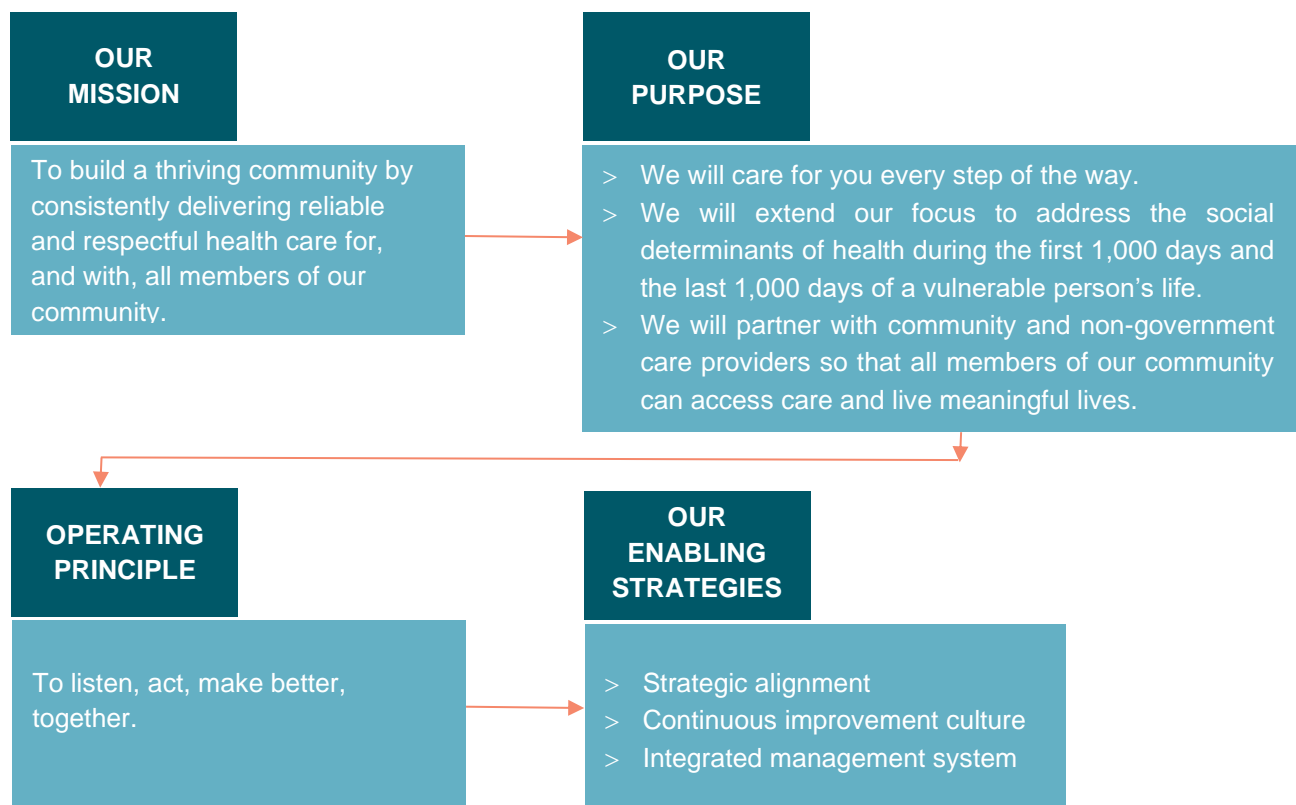 OUR
MISSION
To build a thriving community by
consistently delivering reliable
and respectful health care for,
and with, all members of our
community.
OUR
PURPOSE
> We will care for you every step of the way.
> We will extend our focus to address the social
determinants of health during the first 1,000 days and
the last 1,000 days of a vulnerable person's life.
> We will partner with community and non-government
care providers so that all members of our community
can access care and live meaningful lives.
OPERATING
PRINCIPLE
To listen, act, make better,
together.
OUR
ENABLING
STRATEGIES
> Strategic alignment
> Continuous improvement culture
> Integrated management system